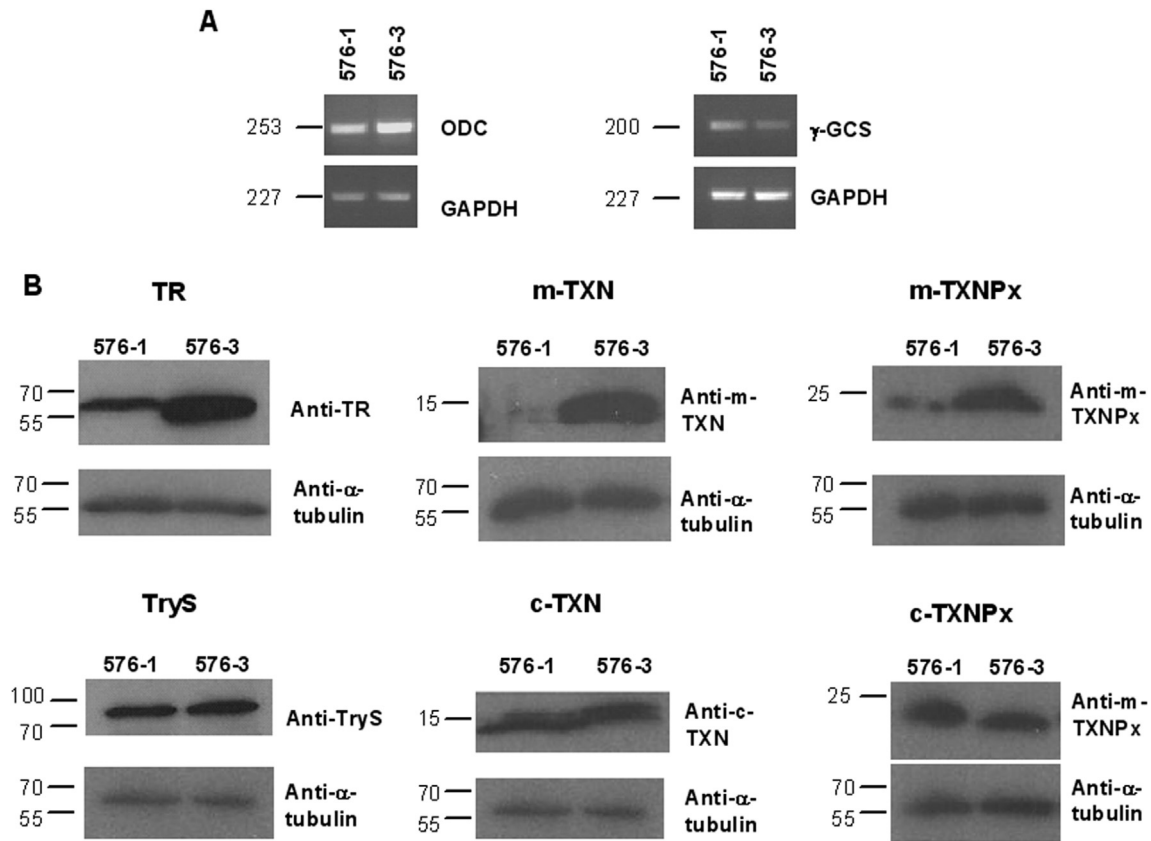 A
576-1 576-3
253 ODC
227 GAPDH
576-1 576-3
200 γ-GCS
227 GAPDH
B
TR
576-1 576-3
70
55
Anti-TR
70
55
Anti-α-
tubulin
m-TXN
576-1 576-3
15
Anti-m-
TXN
70
55
Anti-α-
tubulin
m-TXNPx
576-1 576-3
25
Anti-m-
TXNPx
70
55
Anti-α-
tubulin
TryS
576-1 576-3
100
70
Anti-TryS
70
55
Anti-α-
tubulin
c-TXN
576-1 576-3
15
Anti-c-
TXN
70
55
Anti-α-
tubulin
c-TXNPx
576-1 576-3
25
Anti-m-
TXNPx
70
55
Anti-α-
tubulin